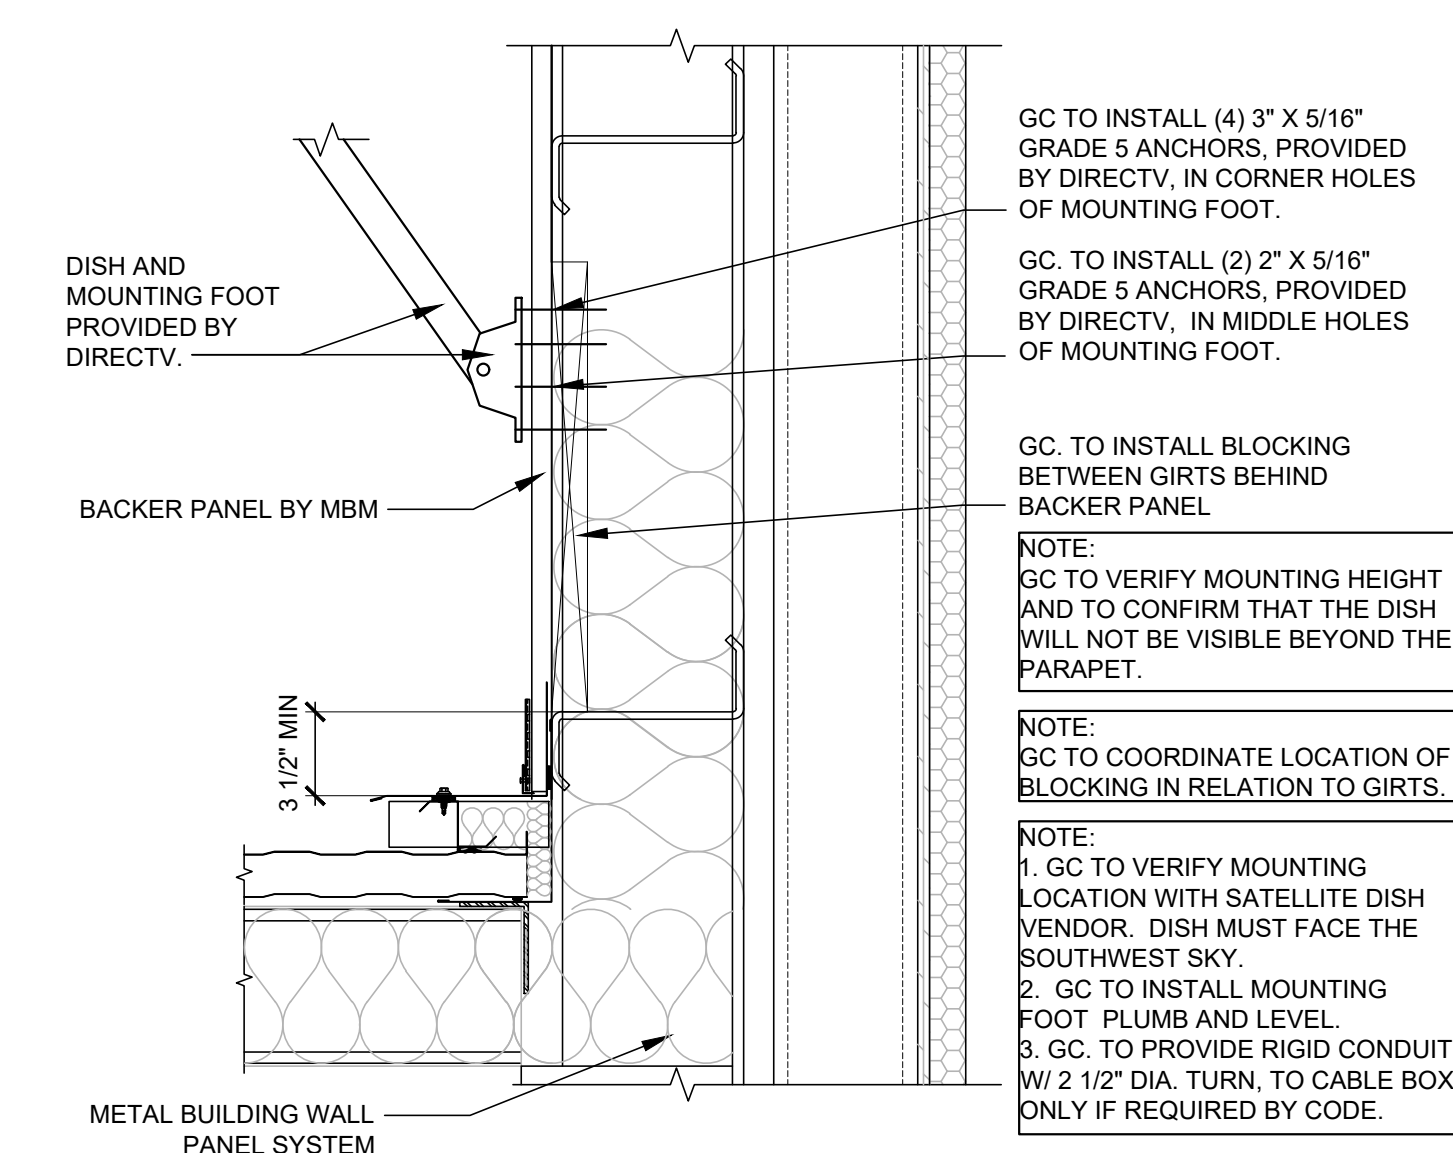 GC TO INSTALL (4) 3" X 5/16"
GRADE 5 ANCHORS, PROVIDED
BY DIRECTV, IN CORNER HOLES
OF MOUNTING FOOT.
GC. TO INSTALL (2) 2" X 5/16"
GRADE 5 ANCHORS, PROVIDED
BY DIRECTV, IN MIDDLE HOLES
OF MOUNTING FOOT.
DISH AND
MOUNTING FOOT
PROVIDED BY
DIRECTV.
BACKER PANEL BY MBM
GC. TO INSTALL BLOCKING
BETWEEN GIRTS BEHIND
BACKER PANEL
NOTE:
GC TO VERIFY MOUNTING HEIGHT
AND TO CONFIRM THAT THE DISH
WILL NOT BE VISIBLE BEYOND THE
PARAPET.
3 1/2" MIN
NOTE:
GC TO COORDINATE LOCATION OF
BLOCKING IN RELATION TO GIRTS.
NOTE:
1. GC TO VERIFY MOUNTING
LOCATION WITH SATELLITE DISH
VENDOR. DISH MUST FACE THE
SOUTHWEST SKY.
2. GC TO INSTALL MOUNTING
FOOT PLUMB AND LEVEL.
3. GC. TO PROVIDE RIGID CONDUIT
W/ 2 1/2" DIA. TURN, TO CABLE BOX
ONLY IF REQUIRED BY CODE.
METAL BUILDING WALL
PANEL SYSTEM